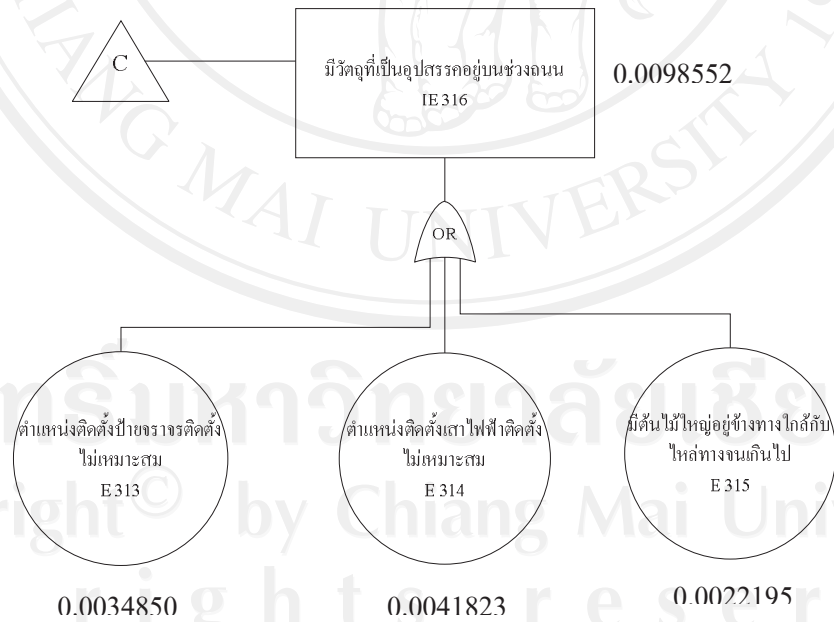 C
มีวัตถุที่เป็นอุปสรรคอยู่บนช่วงถนน
IE 316
0.0098552
OR
ตำแหน่งติดตั้งป้ายจราจรติดตั้ง
ไม่เหมาะสม
E 313
ตำแหน่งติดตั้งเสาไฟฟ้าติดตั้ง
ไม่เหมาะสม
E 314
มีต้นไม้ใหญ่อยู่ข้างทางใกล้กับ
ไหล่ทางจนเกินไป
E 315
0.0034850
0.0041823
0.0022195
CHIANG MAI UNIVERSITY
by Chiang Mai